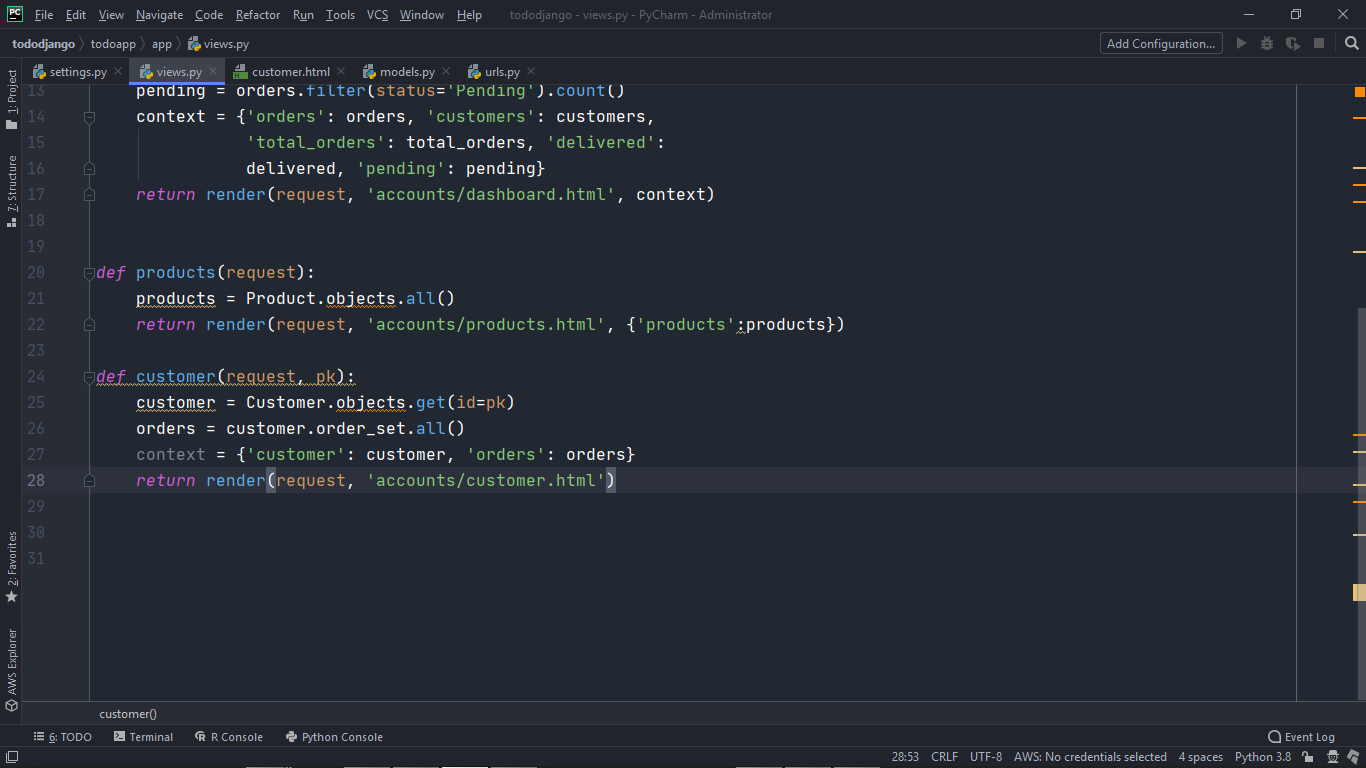 PC File Edit View Navigate Code Refactor Run Tools VCS Window Help tododjango - views.py - PyCharm - Administrator
tododjango todoapp app views.py Add Configuration...
settings.py customer.html views.py models.py urls.py
13 pending = orders.filter(status='Pending').count()
14 context = {'orders': orders, 'customers': customers,
15 'total_orders': total_orders, 'delivered':
16 delivered, 'pending': pending}
17 return render(request, 'accounts/dashboard.html', context)
18
19
20 def products(request):
21 products = Product.objects.all()
22 return render(request, 'accounts/products.html', {'products':products})
23
24 def customer(request, pk):
25 customer = Customer.objects.get(id=pk)
26 orders = customer.order_set.all()
27 context = {'customer': customer, 'orders': orders}
28 return render(request, 'accounts/customer.html')
29
30
31
1: Project
7: Structure
2: Favorites
AWS Explorer
customer()
6: TODO Terminal R Console Python Console Event Log
28:53 CRLF UTF-8 AWS: No credentials selected 4 spaces Python 3.8